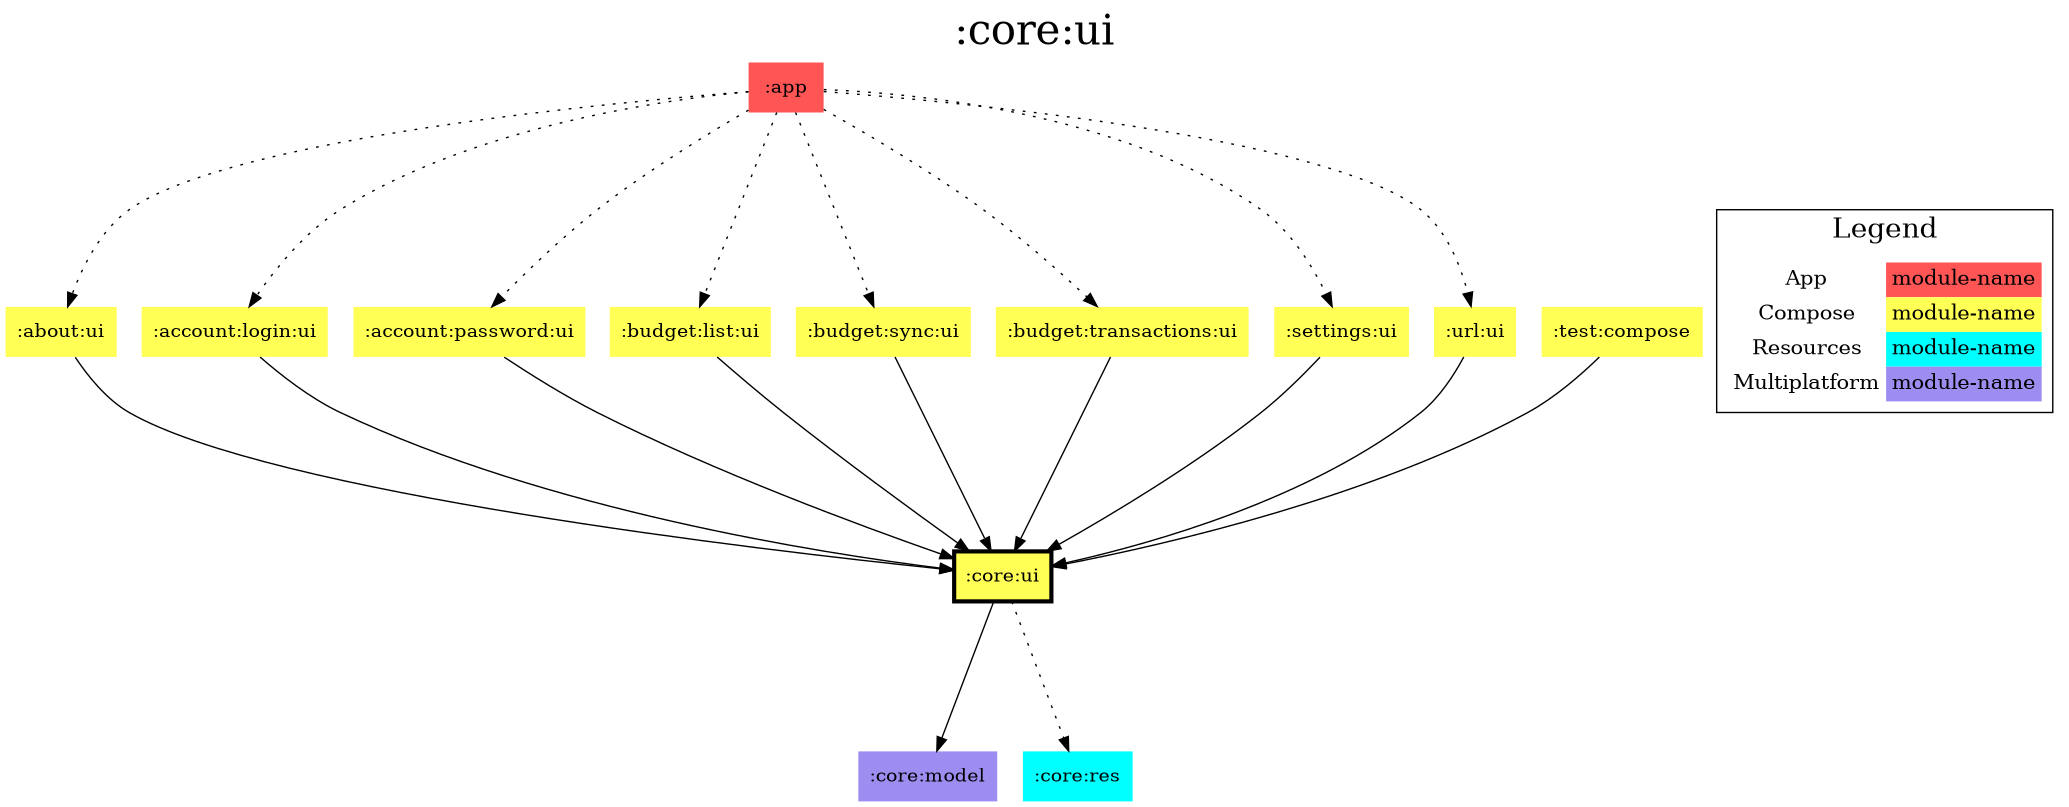 :core:ui
:app
:about:ui
:account:login:ui
:account:password:ui
:budget:list:ui
:budget:sync:ui
:budget:transactions:ui
:settings:ui
:url:ui
:test:compose
Legend
App module-name
Compose module-name
Resources module-name
Multiplatform module-name
:core:ui
:core:model
:core:res